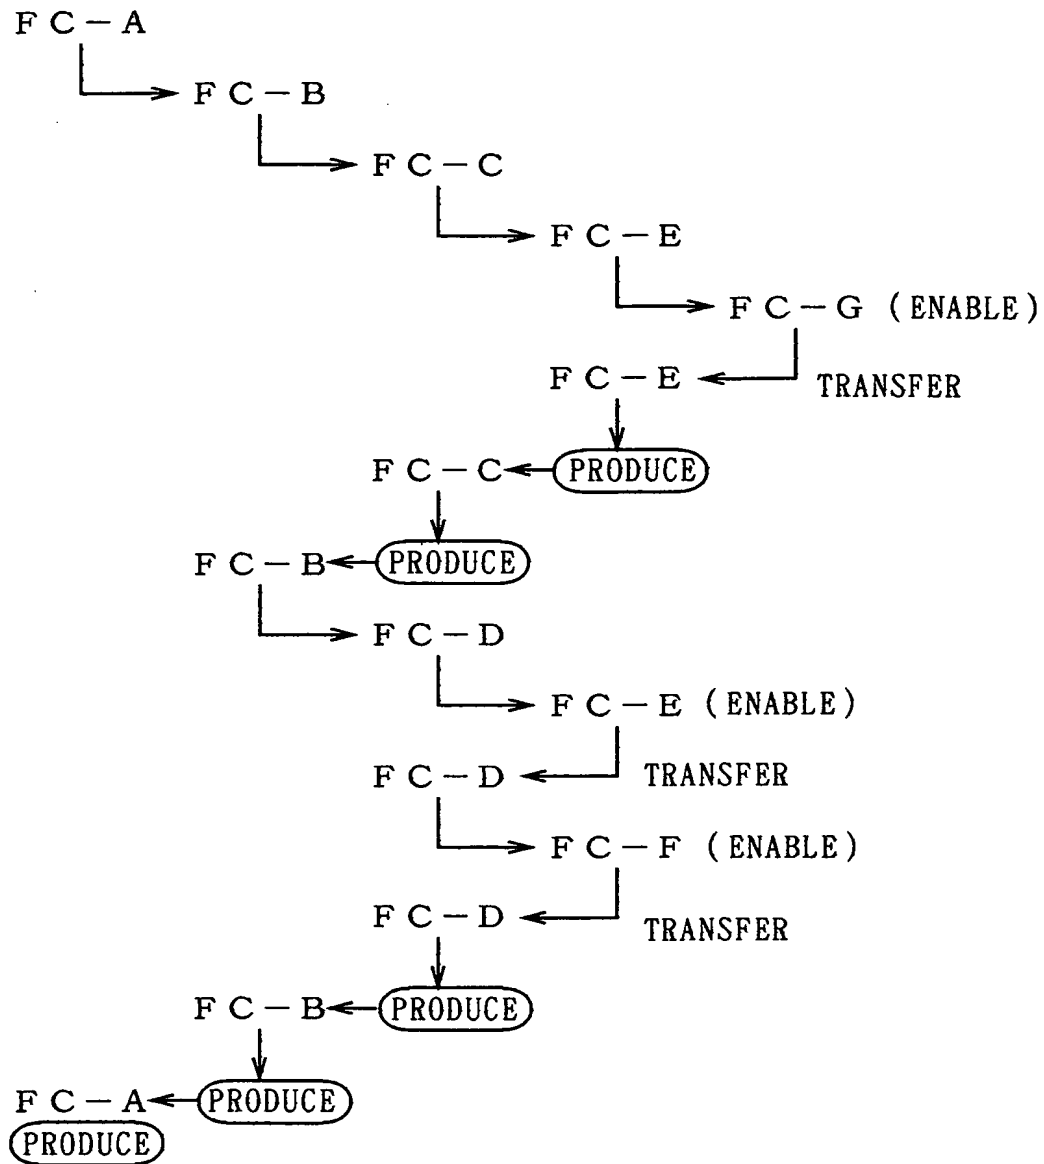 FC-A
FC-B
FC-C
FC-E
FC-G (ENABLE)
FC-E TRANSFER
FC-C PRODUCE
FC-B PRODUCE
FC-D
FC-E (ENABLE)
FC-D TRANSFER
FC-F (ENABLE)
FC-D TRANSFER
FC-B PRODUCE
FC-A PRODUCE
PRODUCE